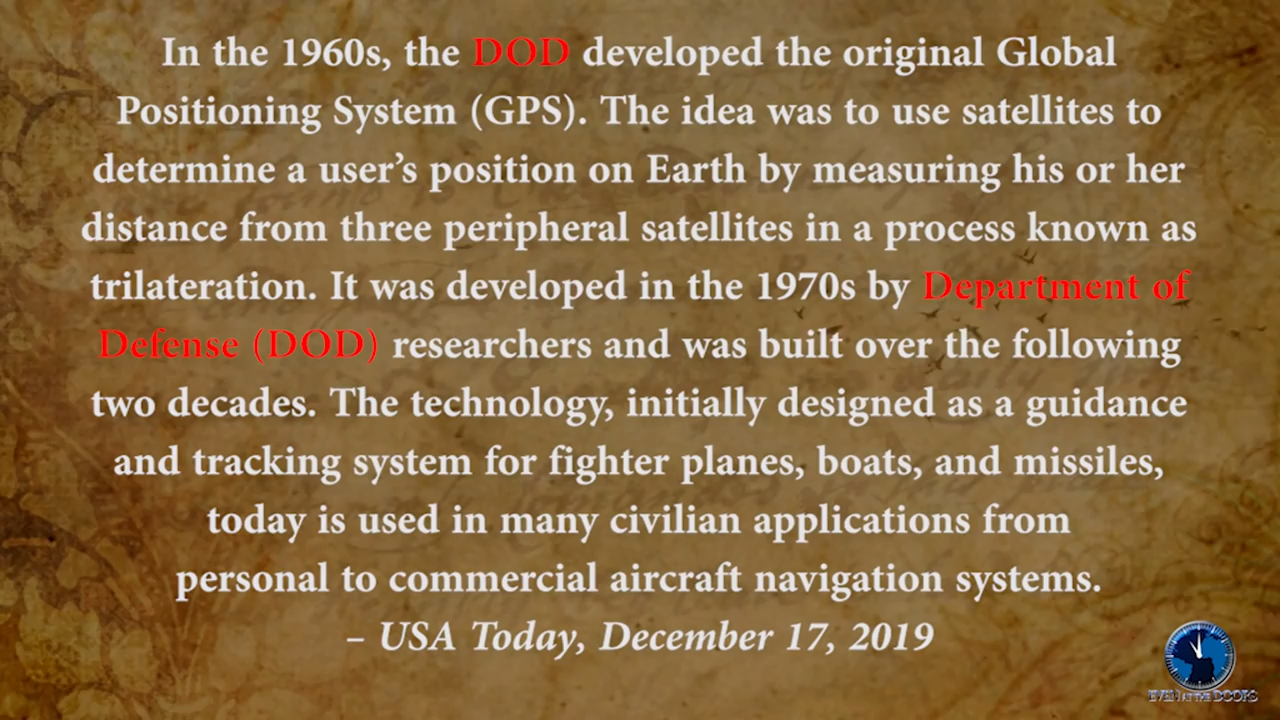 In the 1960s, the DOD developed the original Global
Positioning System (GPS). The idea was to use satellites to
determine a user’s position on Earth by measuring his or her
distance from three peripheral satellites in a process known as
trilateration. It was developed in the 1970s by Department of
Defense (DOD) researchers and was built over the following
two decades. The technology, initially designed as a guidance
and tracking system for fighter planes, boats, and missiles,
today is used in many civilian applications from
personal to commercial aircraft navigation systems.
– USA Today, December 17, 2019
EVEN AT THE DOORS